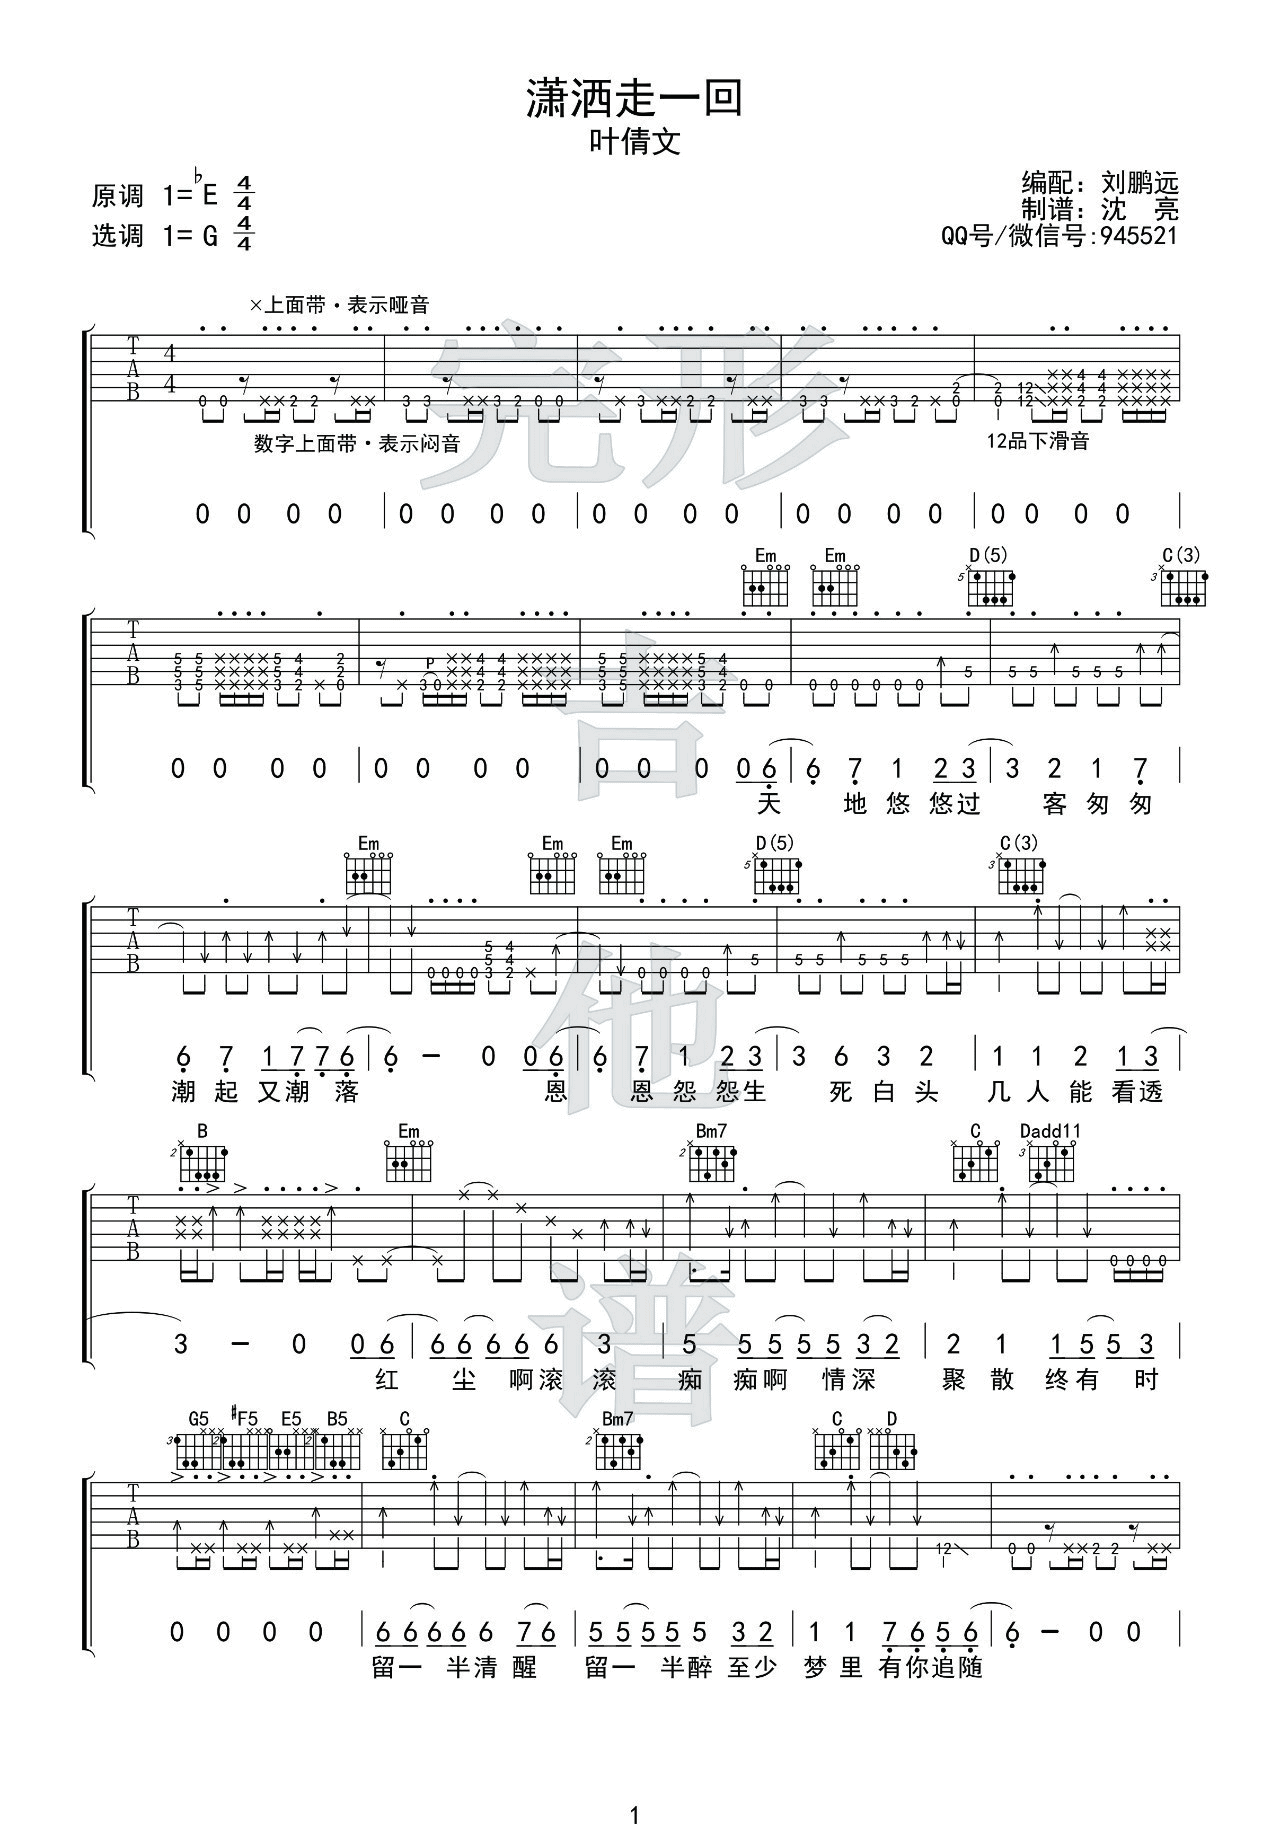 潇洒走一回
叶倩文
原调 1=♭E 4/4
编配：刘鹏远
制谱：沈 亮
选调 1=G 4/4
QQ号/微信号:945521
×上面带·表示哑音
数字上面带·表示闷音
12品下滑音
0 0 0 0 | 0 0 0 0 | 0 0 0 0 | 0 0 0 0 | 0 0 0 0 |
Em Em D(5) C(3)
0 0 0 0 | 0 0 0 0 | 0 0 0 0 6 | 6 7 1 2 3 | 3 2 1 7 |
天 地 悠 悠 过 客 匆 匆
Em Em Em D(5) C(3)
6 7 1 7 7 6 | 6 - 0 0 6 | 6 7 1 2 3 | 3 6 3 2 | 1 1 2 1 3 |
潮 起 又 潮 落 恩 恩 怨 怨 生 死 白 头 几 人 能 看 透
B Em Bm7 C Dadd11
3 - 0 0 6 | 6 6 6 6 6 3 | 5 5 5 5 5 3 2 | 2 1 1 5 5 3
红 尘 啊 滚 滚 痴 痴 啊 情 深 聚 散 终 有 时
G5 ♯F5 E5 B5 C Bm7 C D
0 0 0 0 | 6 6 6 6 6 7 6 | 5 5 5 5 5 3 2 | 1 1 7 6 5 6 | 6 - 0 0 |
留 一 半 清 醒 留 一 半 醉 至 少 梦 里 有 你 追 随
完形吉他谱
1